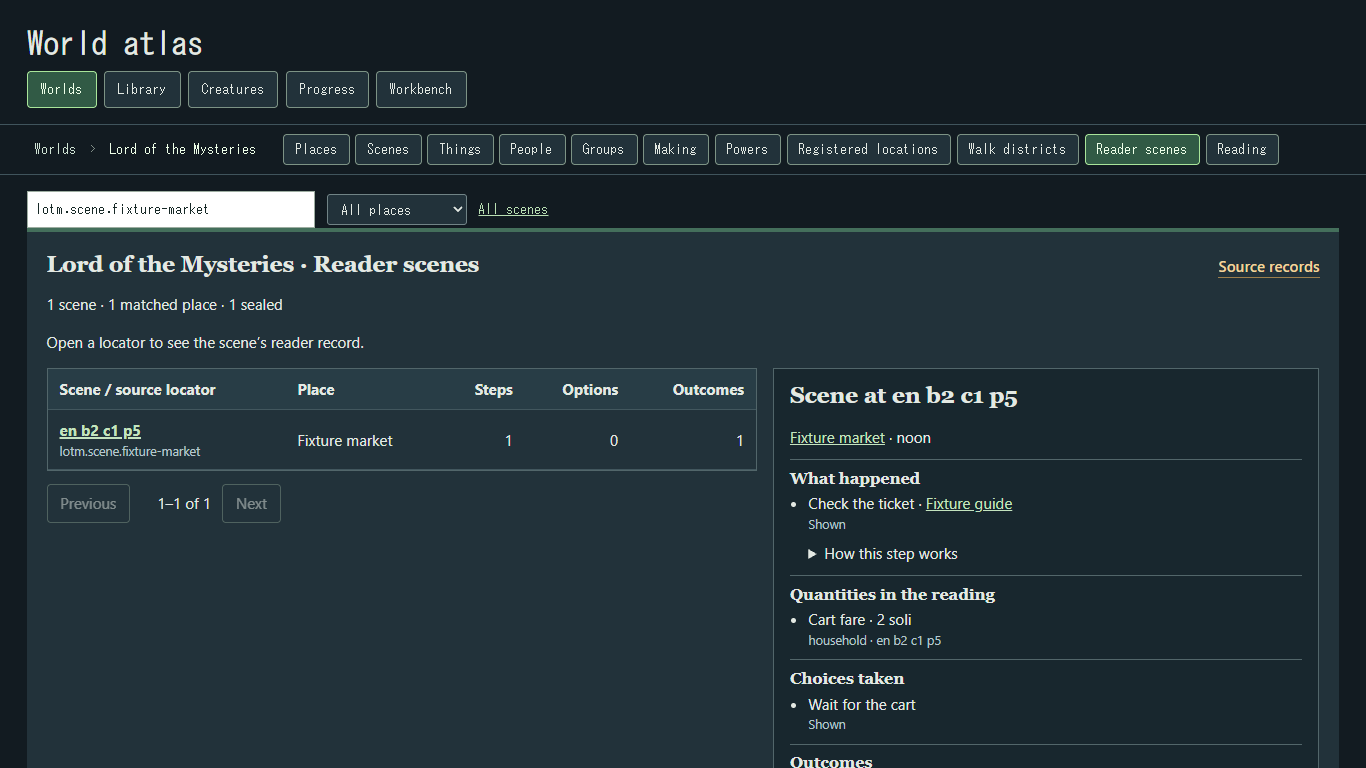 World atlas
Worlds Library Creatures Progress Workbench
Worlds > Lord of the Mysteries Places Scenes Things People Groups Making Powers Registered locations Walk districts Reader scenes Reading
lotm.scene.fixture-market All places All scenes
Lord of the Mysteries · Reader scenes
Source records
1 scene · 1 matched place · 1 sealed
Open a locator to see the scene’s reader record.
Scene / source locator Place Steps Options Outcomes
en b2 c1 p5 Fixture market 1 0 1
lotm.scene.fixture-market
Previous 1–1 of 1 Next
Scene at en b2 c1 p5
Fixture market · noon
What happened
• Check the ticket · Fixture guide
Shown
▶ How this step works
Quantities in the reading
• Cart fare · 2 soli
household · en b2 c1 p5
Choices taken
• Wait for the cart
Shown
Outcomes